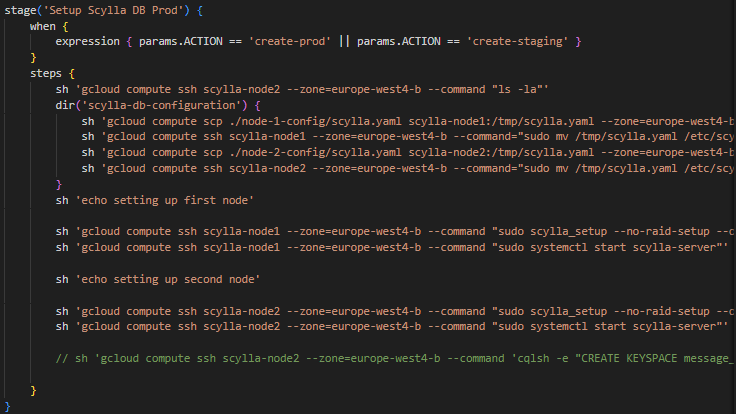 stage('Setup Scylla DB Prod') {
when {
expression { params.ACTION == 'create-prod' || params.ACTION == 'create-staging' }
}
steps {
sh 'gcloud compute ssh scylla-node2 --zone=europe-west4-b --command "ls -la"'
dir('scylla-db-configuration') {
sh 'gcloud compute scp ./node-1-config/scylla.yaml scylla-node1:/tmp/scylla.yaml --zone=europe-west4-b
sh 'gcloud compute ssh scylla-node1 --zone=europe-west4-b --command="sudo mv /tmp/scylla.yaml /etc/scy
sh 'gcloud compute scp ./node-2-config/scylla.yaml scylla-node2:/tmp/scylla.yaml --zone=europe-west4-b
sh 'gcloud compute ssh scylla-node2 --zone=europe-west4-b --command="sudo mv /tmp/scylla.yaml /etc/scy
}
sh 'echo setting up first node'
sh 'gcloud compute ssh scylla-node1 --zone=europe-west4-b --command "sudo scylla_setup --no-raid-setup --
sh 'gcloud compute ssh scylla-node1 --zone=europe-west4-b --command "sudo systemctl start scylla-server"'
sh 'echo setting up second node'
sh 'gcloud compute ssh scylla-node2 --zone=europe-west4-b --command "sudo scylla_setup --no-raid-setup --
sh 'gcloud compute ssh scylla-node2 --zone=europe-west4-b --command "sudo systemctl start scylla-server"'
// sh 'gcloud compute ssh scylla-node2 --zone=europe-west4-b --command 'cqlsh -e "CREATE KEYSPACE message_
}
}